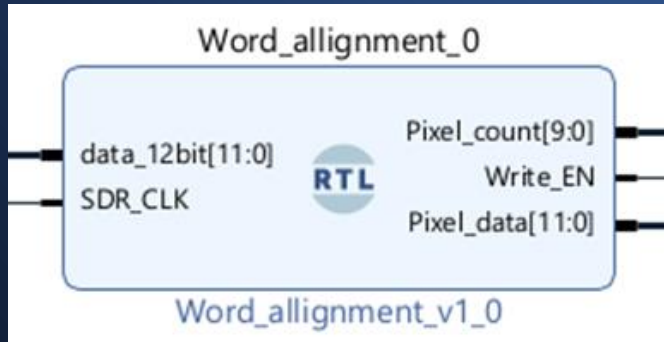 Word_allignment_0
data_12bit[11:0]
SDR_CLK
RTL
Pixel_count[9:0]
Write_EN
Pixel_data[11:0]
Word_allignment_v1_0